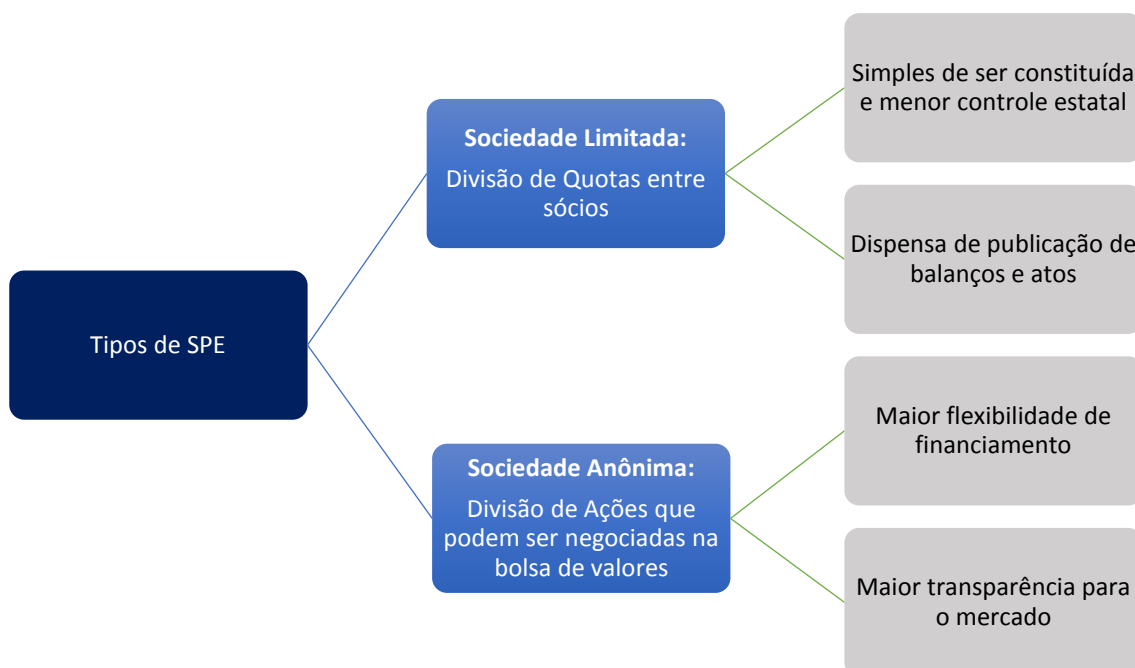 Tipos de SPE
Sociedade Limitada:
Divisão de Quotas entre
sócios
Simples de ser constituída
e menor controle estatal
Dispensa de publicação de
balanços e atos
Sociedade Anônima:
Divisão de Ações que
podem ser negociadas na
bolsa de valores
Maior flexibilidade de
financiamento
Maior transparência para
o mercado